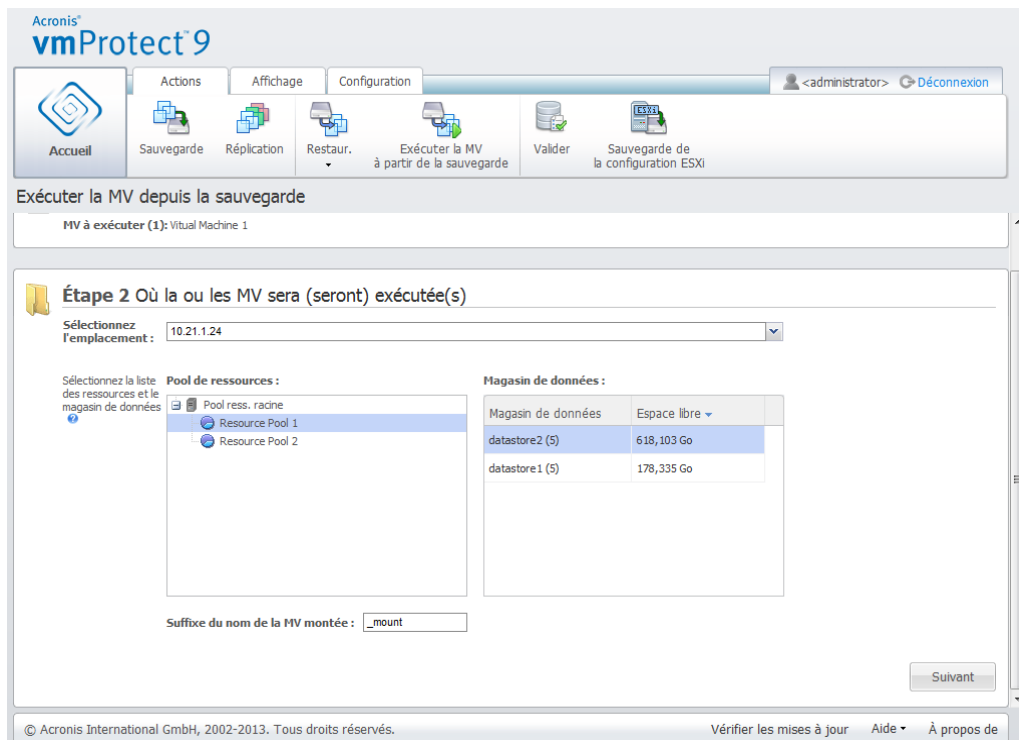 Acronis®
vmProtect™9
Actions
Affichage
Configuration
<administrator>
Déconnexion
Accueil
Sauvegarde
Réplication
Restaur.
Exécuter la MV
à partir de la sauvegarde
Valider
ESXi
Sauvegarde de
la configuration ESXi
Exécuter la MV depuis la sauvegarde
MV à exécuter (1): Vitual Machine 1
Étape 2 Où la ou les MV sera (seront) exécutée(s)
Sélectionnez
l'emplacement :
10.21.1.24
Sélectionnez la liste
des ressources et le
magasin de données
Pool de ressources :
Pool ress. racine
Resource Pool 1
Resource Pool 2
Magasin de données :
Magasin de données Espace libre
datastore2 (5) 618,103 Go
datastore1 (5) 178,335 Go
Suffixe du nom de la MV montée : _mount
Suivant
© Acronis International GmbH, 2002-2013. Tous droits réservés.
Vérifier les mises à jour Aide À propos de